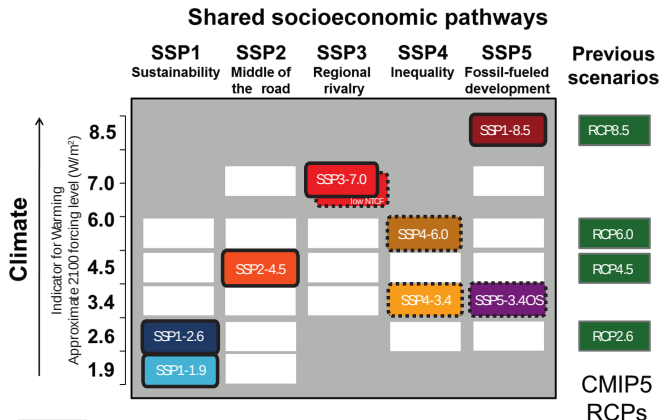 Shared socioeconomic pathways
SSP1 SSP2 SSP3 SSP4 SSP5
Sustainability Middle of the road Regional rivalry Inequality Fossil-fueled development
Previous scenarios
Climate
Indicator for Warming
Approximate 2100 forcing level (W/m²)
8.5 SSP1-8.5 RCP8.5
7.0 SSP3-7.0
low NTCF
6.0 SSP4-6.0 RCP6.0
4.5 SSP2-4.5 RCP4.5
3.4 SSP4-3.4 SSP5-3.4OS
2.6 SSP1-2.6 RCP2.6
1.9 SSP1-1.9
CMIP5
RCPs